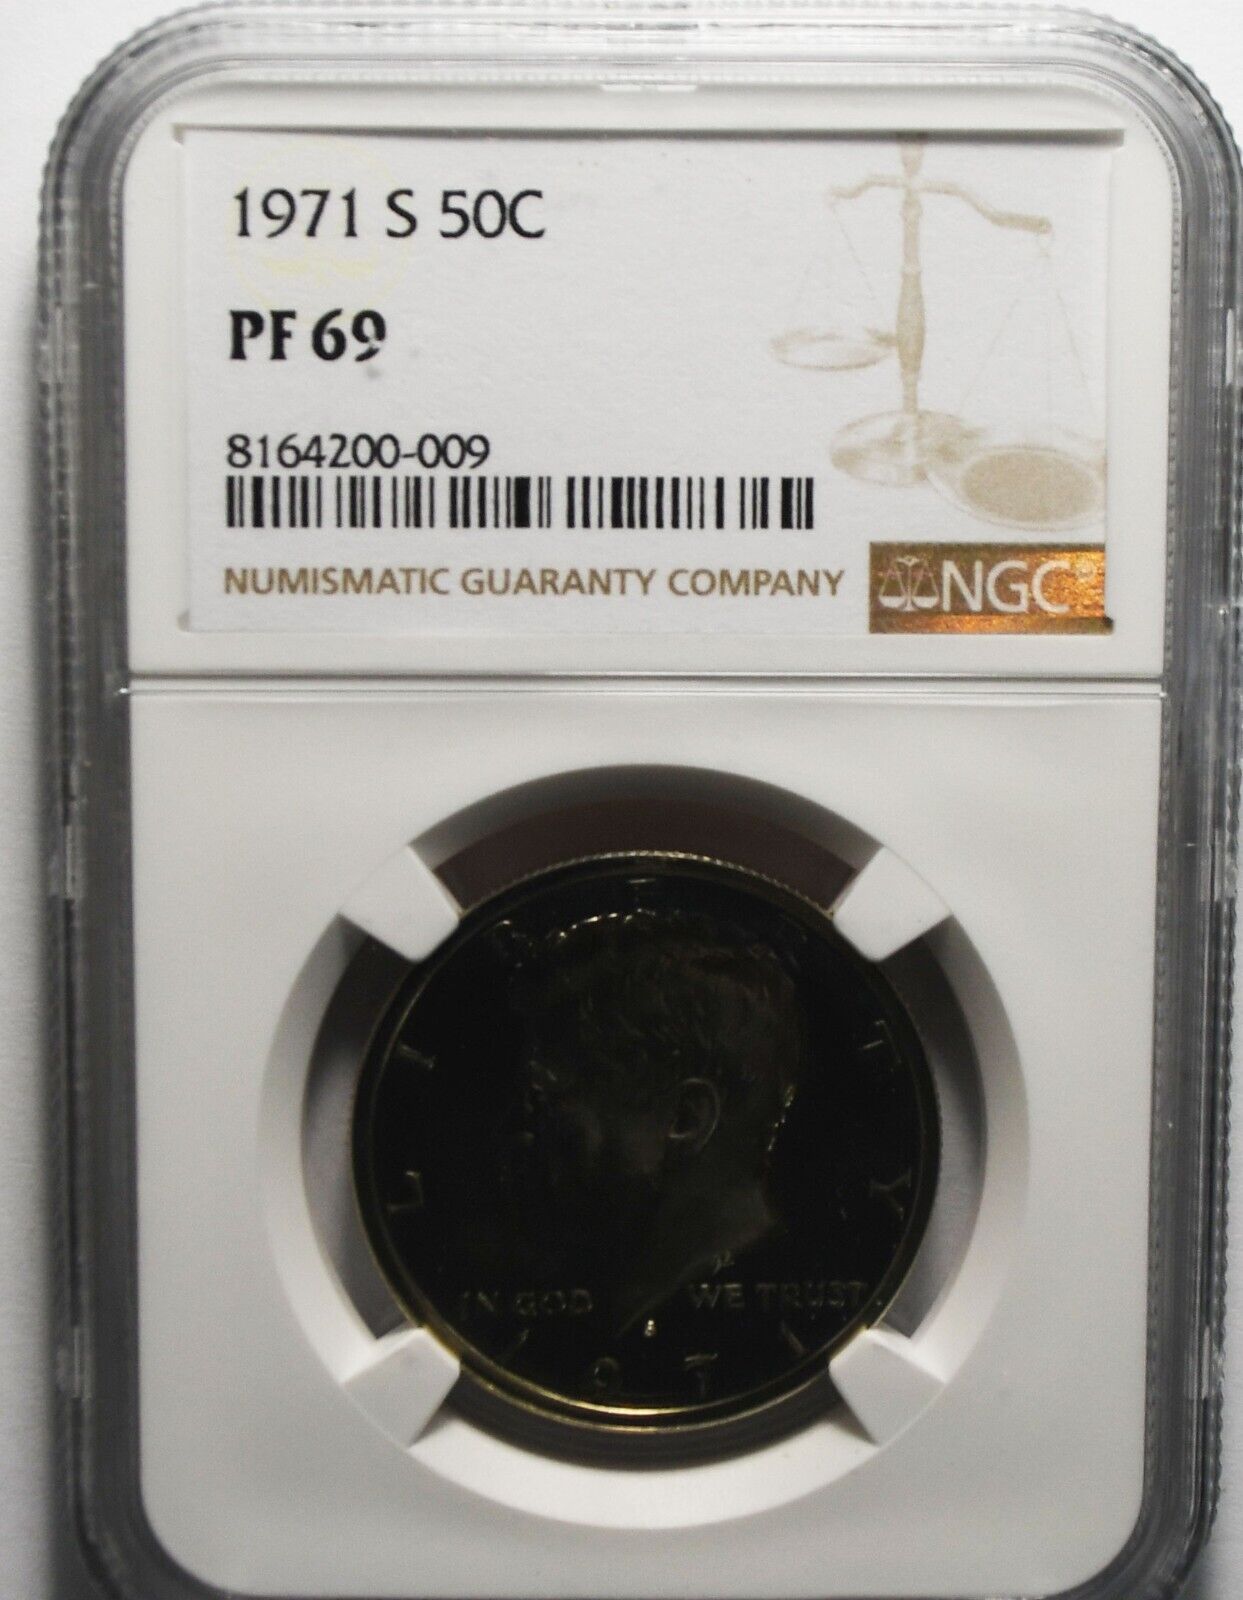 1971 S 50C
PF 69
8164200-009
NUMISMATIC GUARANTY COMPANY
NGC
LIBERTY
IN GOD WE TRUST
S
1971